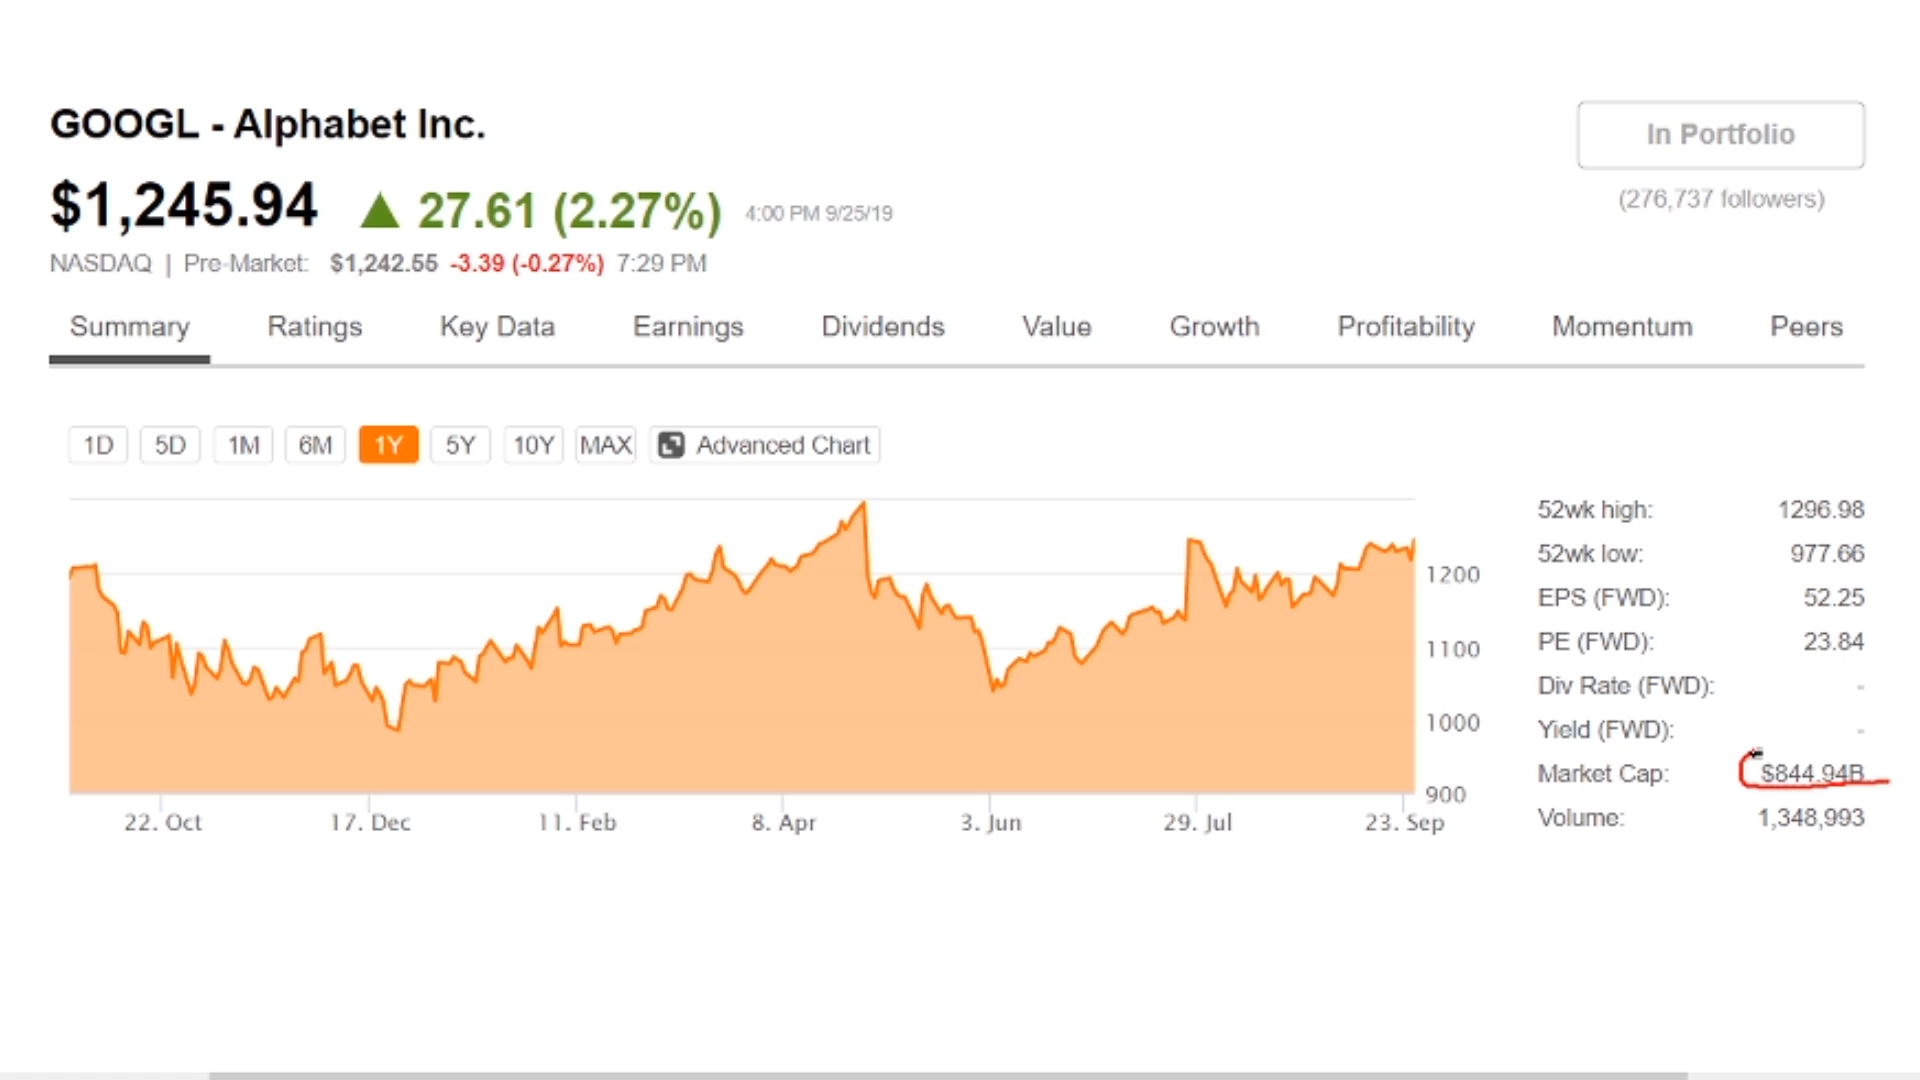 GOOGL - Alphabet Inc.
In Portfolio
$1,245.94 ▲ 27.61 (2.27%) 4:00 PM 9/25/19
(276,737 followers)
NASDAQ | Pre-Market: $1,242.55 -3.39 (-0.27%) 7:29 PM
Summary Ratings Key Data Earnings Dividends Value Growth Profitability Momentum Peers
1D 5D 1M 6M 1Y 5Y 10Y MAX Advanced Chart
1200
1100
1000
900
22. Oct 17. Dec 11. Feb 8. Apr 3. Jun 29. Jul 23. Sep
52wk high: 1296.98
52wk low: 977.66
EPS (FWD): 52.25
PE (FWD): 23.84
Div Rate (FWD): -
Yield (FWD): -
Market Cap: $844.94B
Volume: 1,348,993